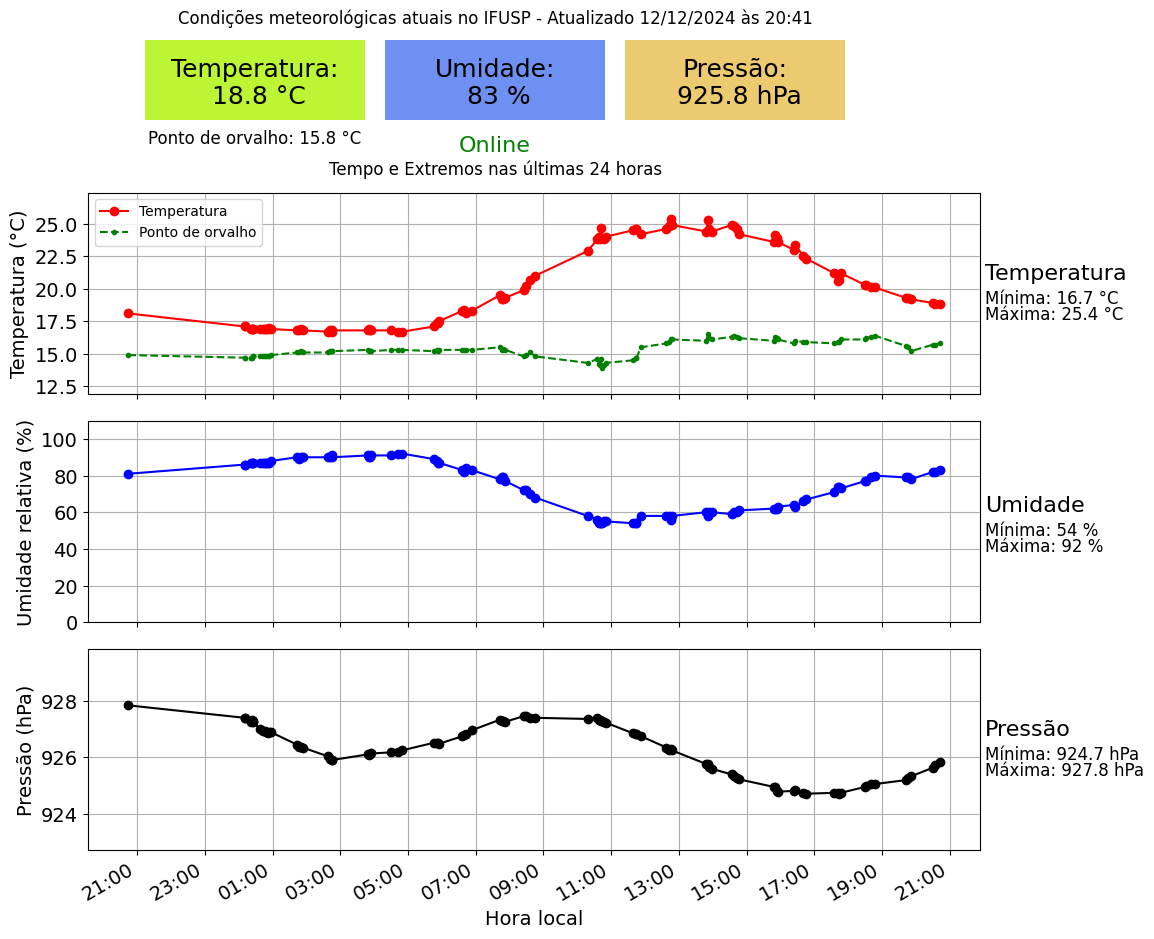 Condições meteorológicas atuais no IFUSP - Atualizado 12/12/2024 às 20:41
Temperatura:
18.8 °C
Umidade:
83 %
Pressão:
925.8 hPa
Ponto de orvalho: 15.8 °C
Online
Tempo e Extremos nas últimas 24 horas
Temperatura (°C)
25.0
22.5
20.0
17.5
15.0
12.5
Temperatura
Ponto de orvalho
Temperatura
Mínima: 16.7 °C
Máxima: 25.4 °C
Umidade relativa (%)
100
80
60
40
20
0
Umidade
Mínima: 54 %
Máxima: 92 %
Pressão (hPa)
928
926
924
Pressão
Mínima: 924.7 hPa
Máxima: 927.8 hPa
21:00 23:00 01:00 03:00 05:00 07:00 09:00 11:00 13:00 15:00 17:00 19:00 21:00
Hora local